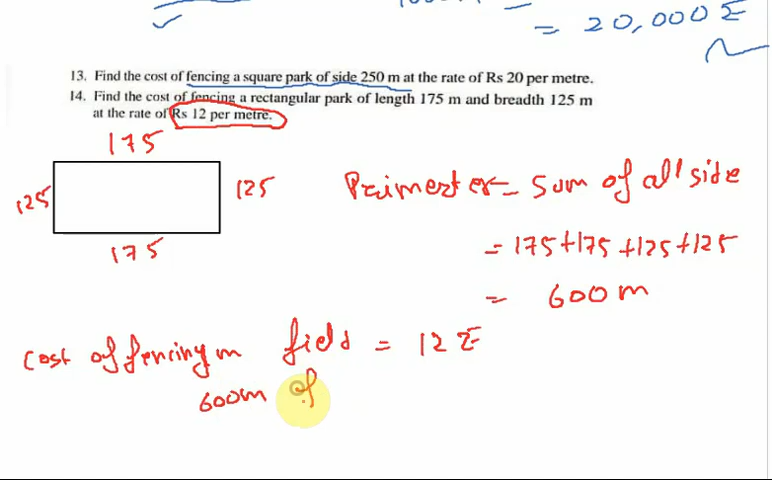 = 20,000 ₹
13. Find the cost of fencing a square park of side 250 m at the rate of Rs 20 per metre.
14. Find the cost of fencing a rectangular park of length 175 m and breadth 125 m
at the rate of Rs 12 per metre.
175
125
125
175
Primester = Sum of all side
= 175+175+125+125
= 600m
Cost of fencing m field = 12 ₹
600m of